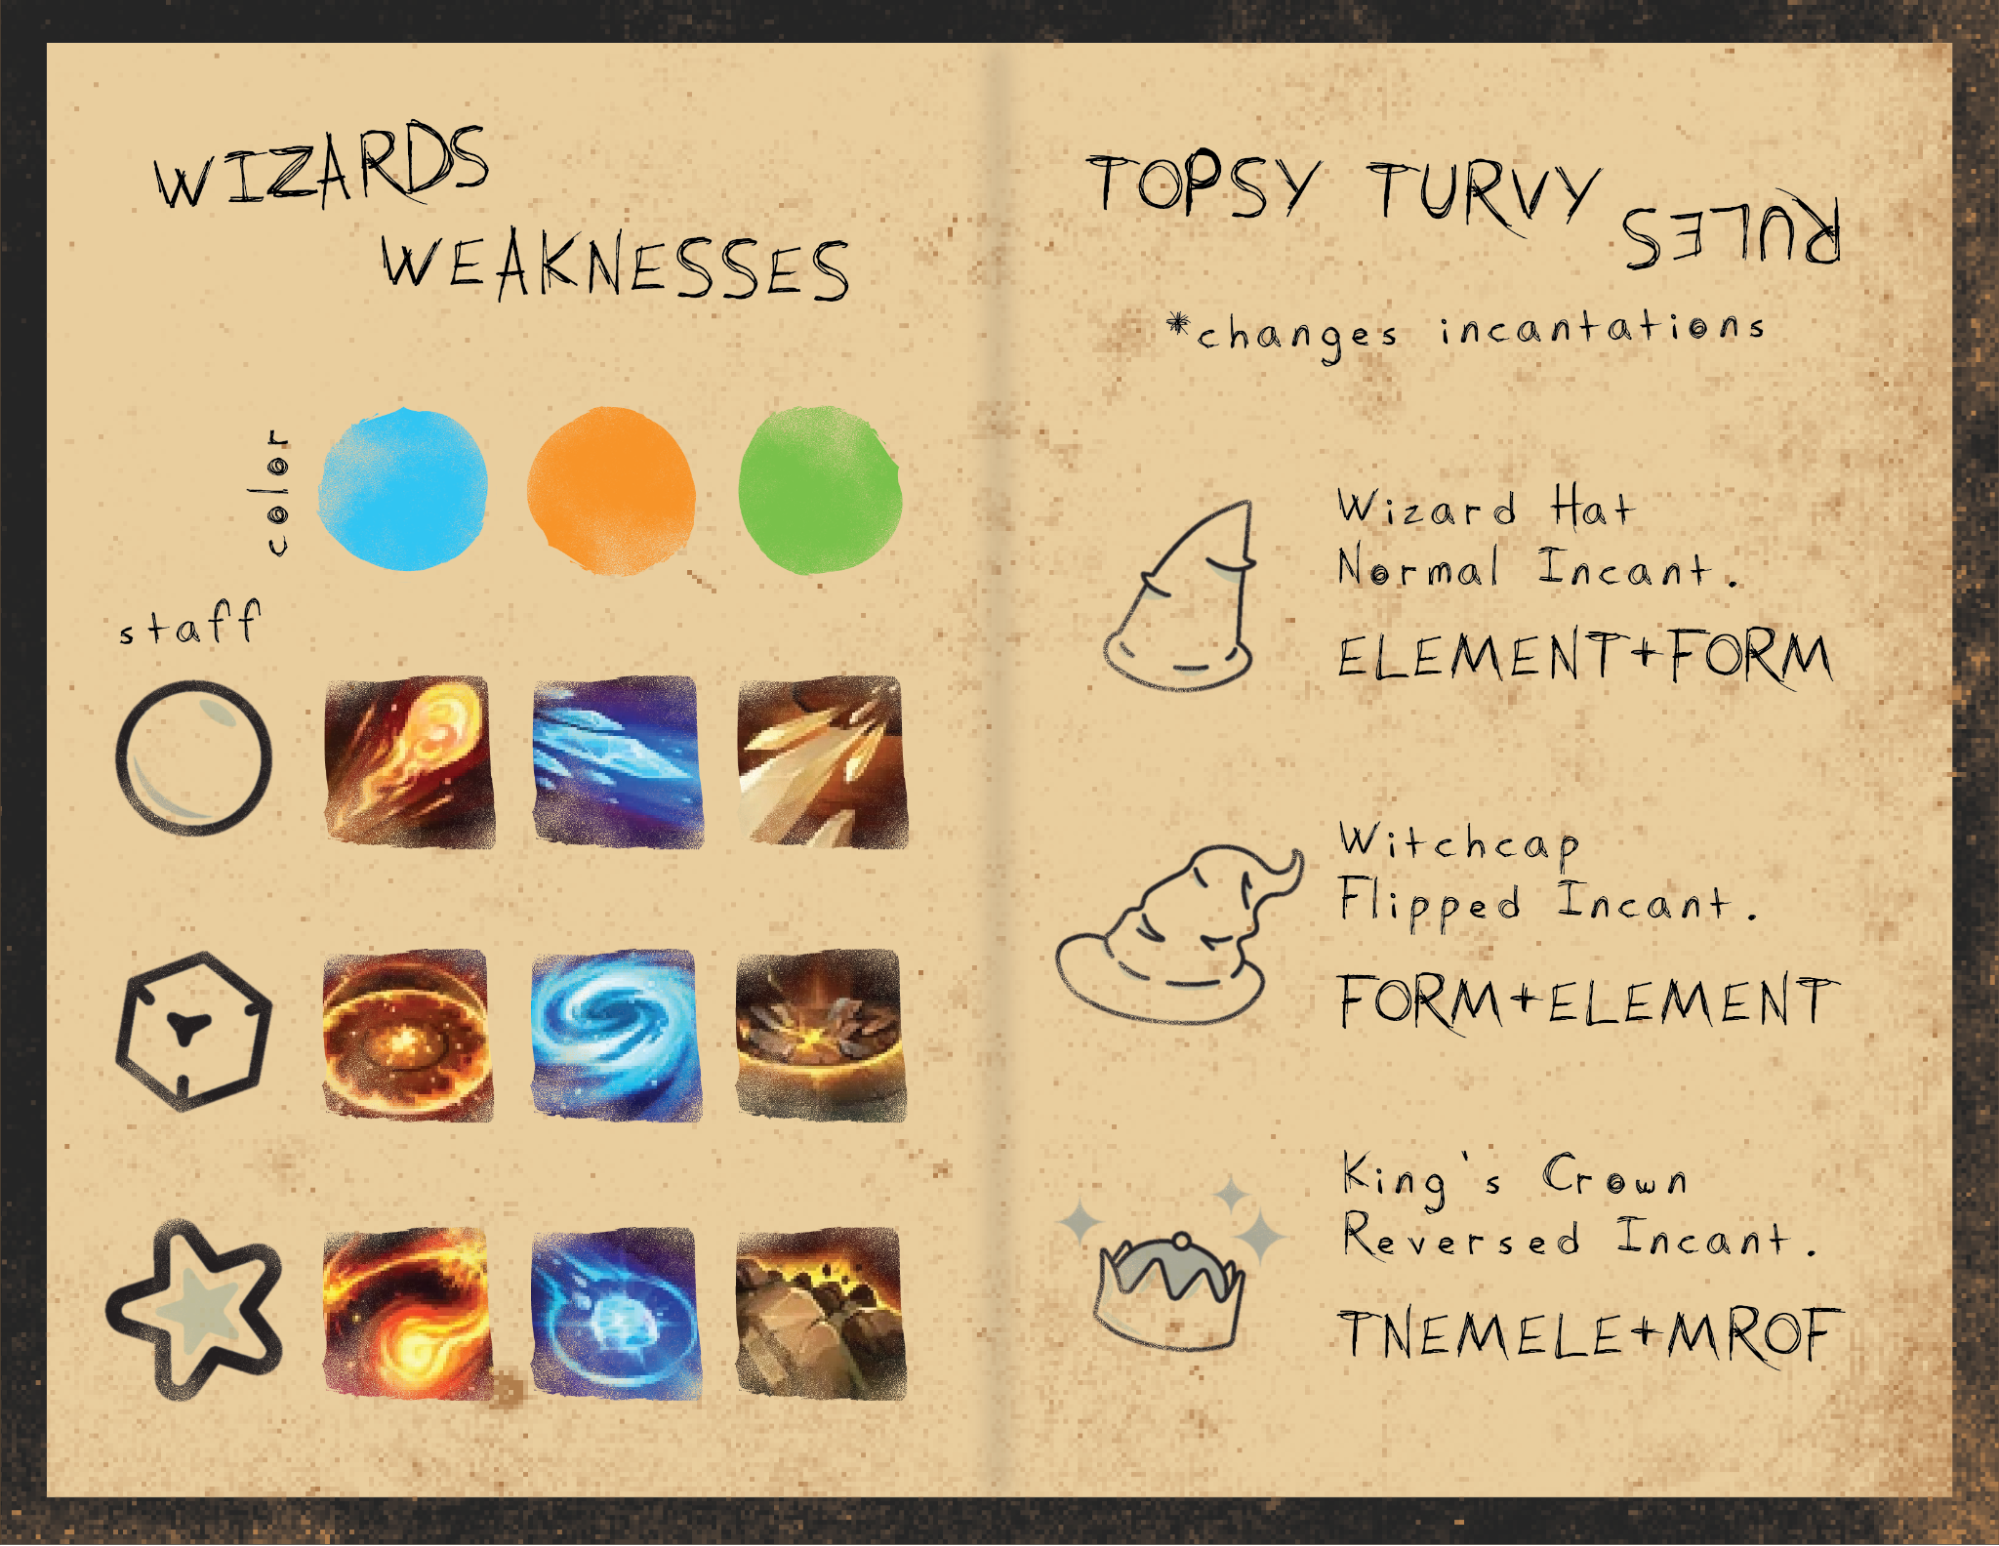 WIZARDS
WEAKNESSES
color
staff
TOPSY TURVY RULES
*changes incantations
Wizard Hat
Normal Incant.
ELEMENT+FORM
Witchcap
Flipped Incant.
FORM+ELEMENT
King's Crown
Reversed Incant.
TNEMELE+MROF